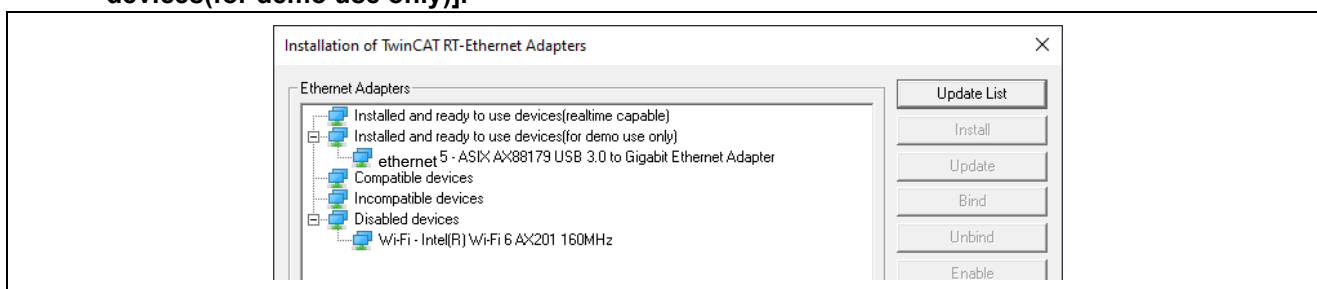 devices(for demo use only)].
Installation of TwinCAT RT-Ethernet Adapters
Ethernet Adapters
Update List
Installed and ready to use devices(realtime capable)
Install
Installed and ready to use devices(for demo use only)
ethernet 5 - ASIX AX88179 USB 3.0 to Gigabit Ethernet Adapter
Update
Compatible devices
Incompatible devices
Bind
Disabled devices
Wi-Fi - Intel(R) Wi-Fi 6 AX201 160MHz
Unbind
Enable